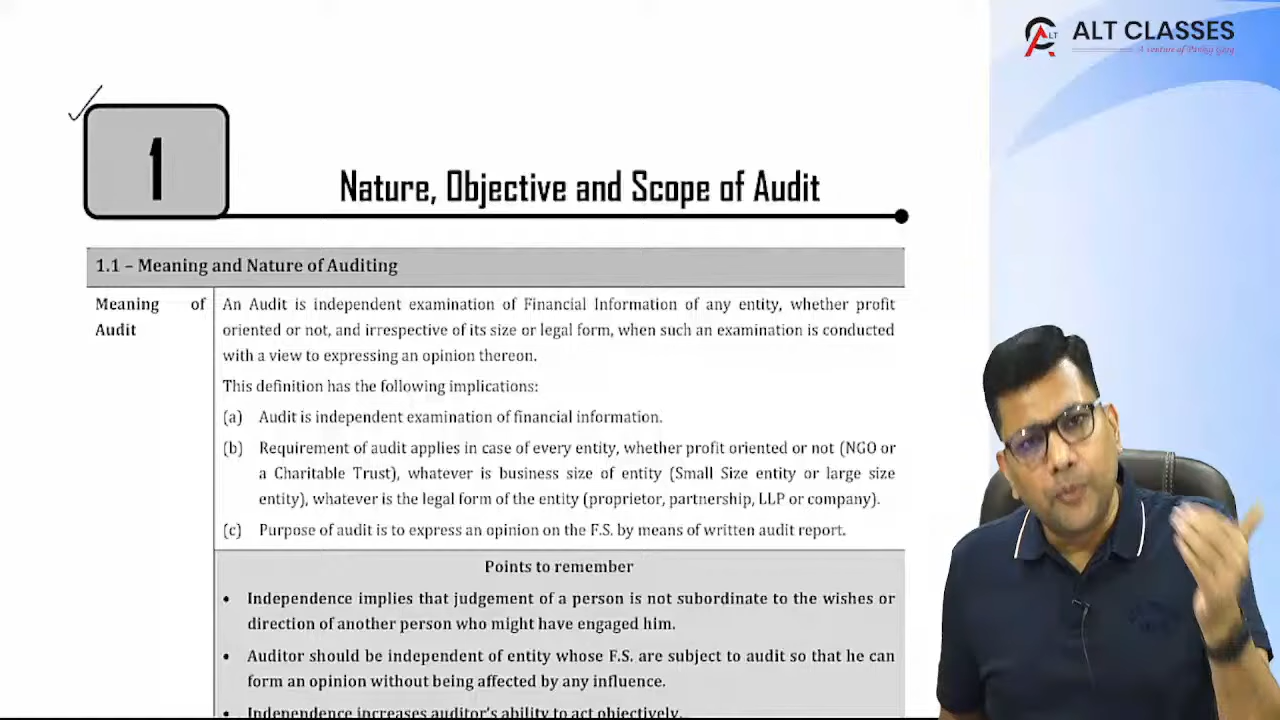 ALT CLASSES
A venture of Pankaj Garg
1
Nature, Objective and Scope of Audit
1.1 – Meaning and Nature of Auditing
Meaning of
Audit
An Audit is independent examination of Financial Information of any entity, whether profit
oriented or not, and irrespective of its size or legal form, when such an examination is conducted
with a view to expressing an opinion thereon.
This definition has the following implications:
(a) Audit is independent examination of financial information.
(b) Requirement of audit applies in case of every entity, whether profit oriented or not (NGO or
a Charitable Trust), whatever is business size of entity (Small Size entity or large size
entity), whatever is the legal form of the entity (proprietor, partnership, LLP or company).
(c) Purpose of audit is to express an opinion on the F.S. by means of written audit report.
Points to remember
• Independence implies that judgement of a person is not subordinate to the wishes or
direction of another person who might have engaged him.
• Auditor should be independent of entity whose F.S. are subject to audit so that he can
form an opinion without being affected by any influence.
• Independence increases auditor's ability to act objectively.